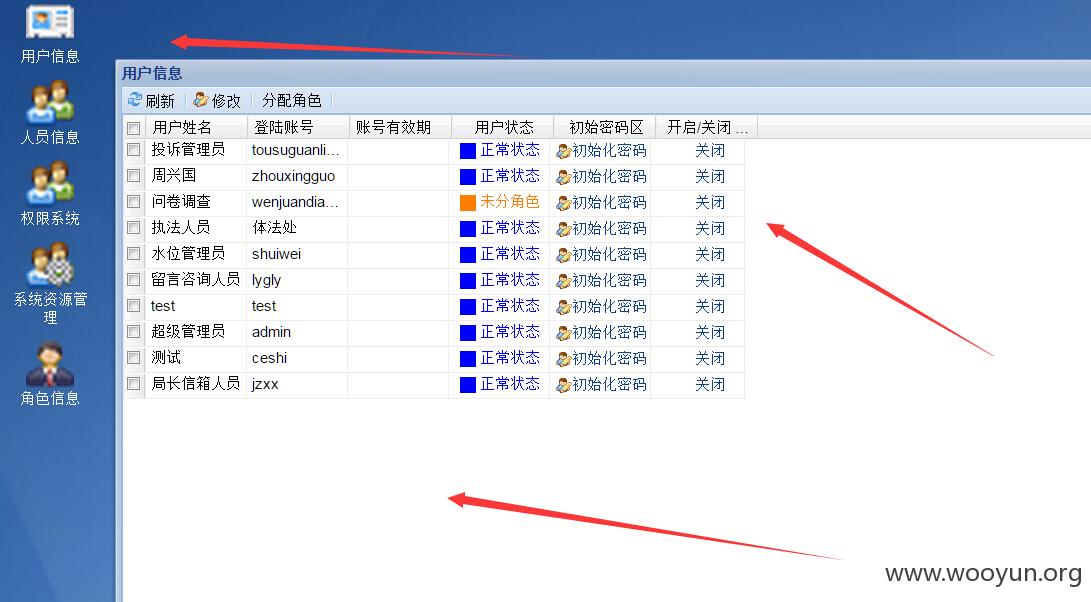 用户信息
人员信息
权限系统
系统资源管
理
角色信息
用户信息
刷新 修改 分配角色
用户姓名 登陆账号 账号有效期 用户状态 初始密码区 开启/关闭 ...
投诉管理员 tousuguanli... 正常状态 初始化密码 关闭
周兴国 zhouxingguo 正常状态 初始化密码 关闭
问卷调查 wenjuandia... 未分角色 初始化密码 关闭
执法人员 体法处 正常状态 初始化密码 关闭
水位管理员 shuiwei 正常状态 初始化密码 关闭
留言咨询人员 lygly 正常状态 初始化密码 关闭
test test 正常状态 初始化密码 关闭
超级管理员 admin 正常状态 初始化密码 关闭
测试 ceshi 正常状态 初始化密码 关闭
局长信箱人员 jzxx 正常状态 初始化密码 关闭
www.wooyun.org